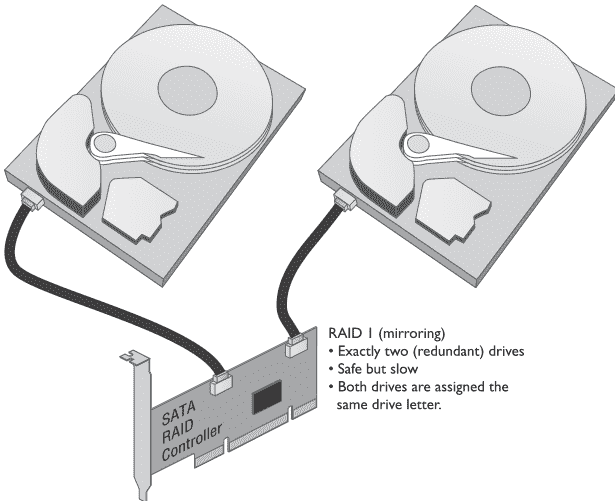 RAID 1 (mirroring)
• Exactly two (redundant) drives
• Safe but slow
• Both drives are assigned the
same drive letter.
SATA
RAID
Controller